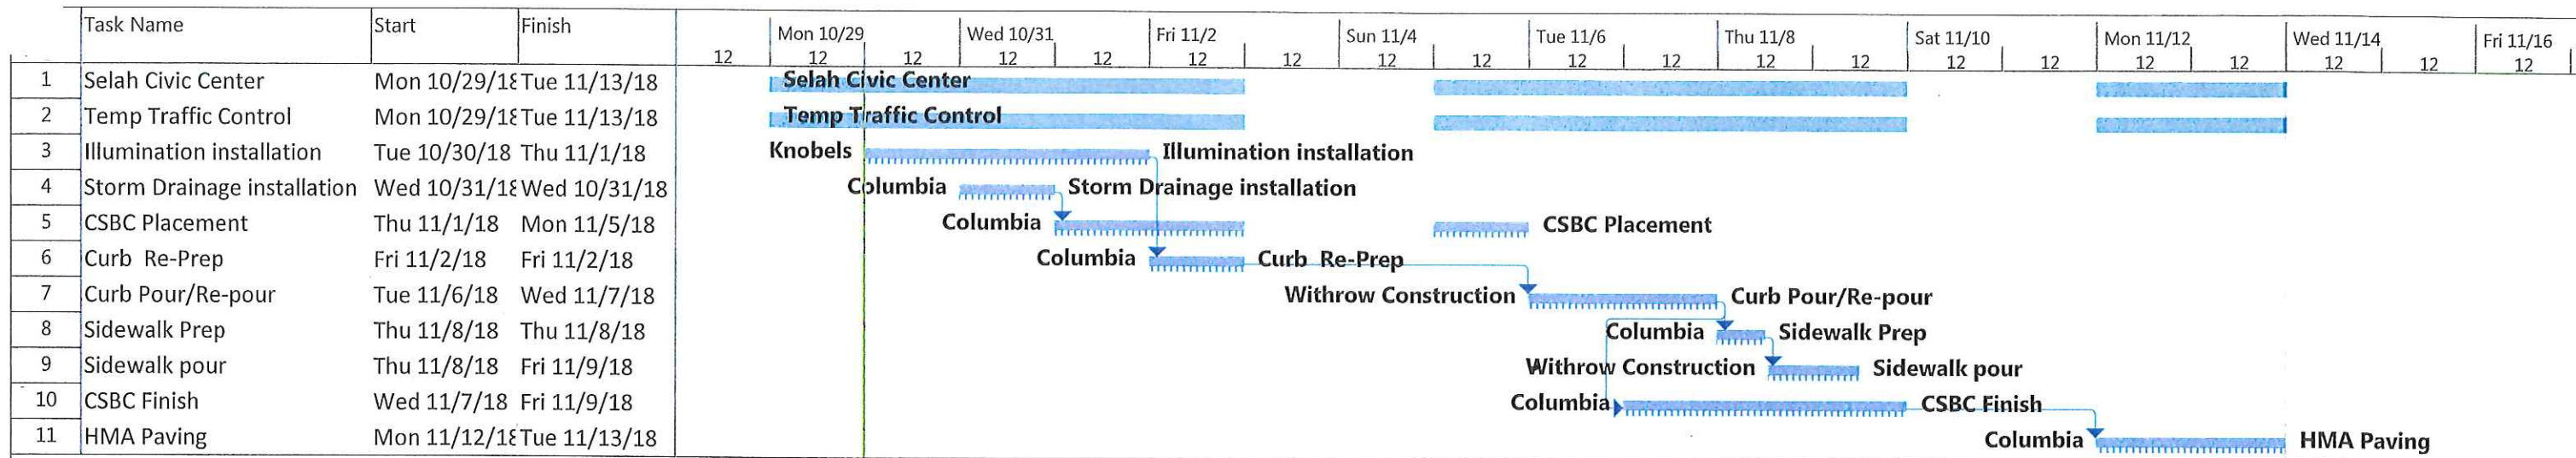 Task Name Start Finish Mon 10/29 Wed 10/31 Fri 11/2 Sun 11/4 Tue 11/6 Thu 11/8 Sat 11/10 Mon 11/12 Wed 11/14 Fri 11/16
12 12 12 12 12 12 12 12 12 12 12 12 12 12 12 12 12 12 12 12
1 Selah Civic Center Mon 10/29/18 Tue 11/13/18 Selah Civic Center
2 Temp Traffic Control Mon 10/29/18 Tue 11/13/18 Temp Traffic Control
3 Illumination installation Tue 10/30/18 Thu 11/1/18 Knobels Illumination installation
4 Storm Drainage installation Wed 10/31/18 Wed 10/31/18 Columbia Storm Drainage installation
5 CSBC Placement Thu 11/1/18 Mon 11/5/18 Columbia CSBC Placement
6 Curb Re-Prep Fri 11/2/18 Fri 11/2/18 Columbia Curb Re-Prep
7 Curb Pour/Re-pour Tue 11/6/18 Wed 11/7/18 Withrow Construction Curb Pour/Re-pour
8 Sidewalk Prep Thu 11/8/18 Thu 11/8/18 Columbia Sidewalk Prep
9 Sidewalk pour Thu 11/8/18 Fri 11/9/18 Withrow Construction Sidewalk pour
10 CSBC Finish Wed 11/7/18 Fri 11/9/18 Columbia CSBC Finish
11 HMA Paving Mon 11/12/18 Tue 11/13/18 Columbia HMA Paving